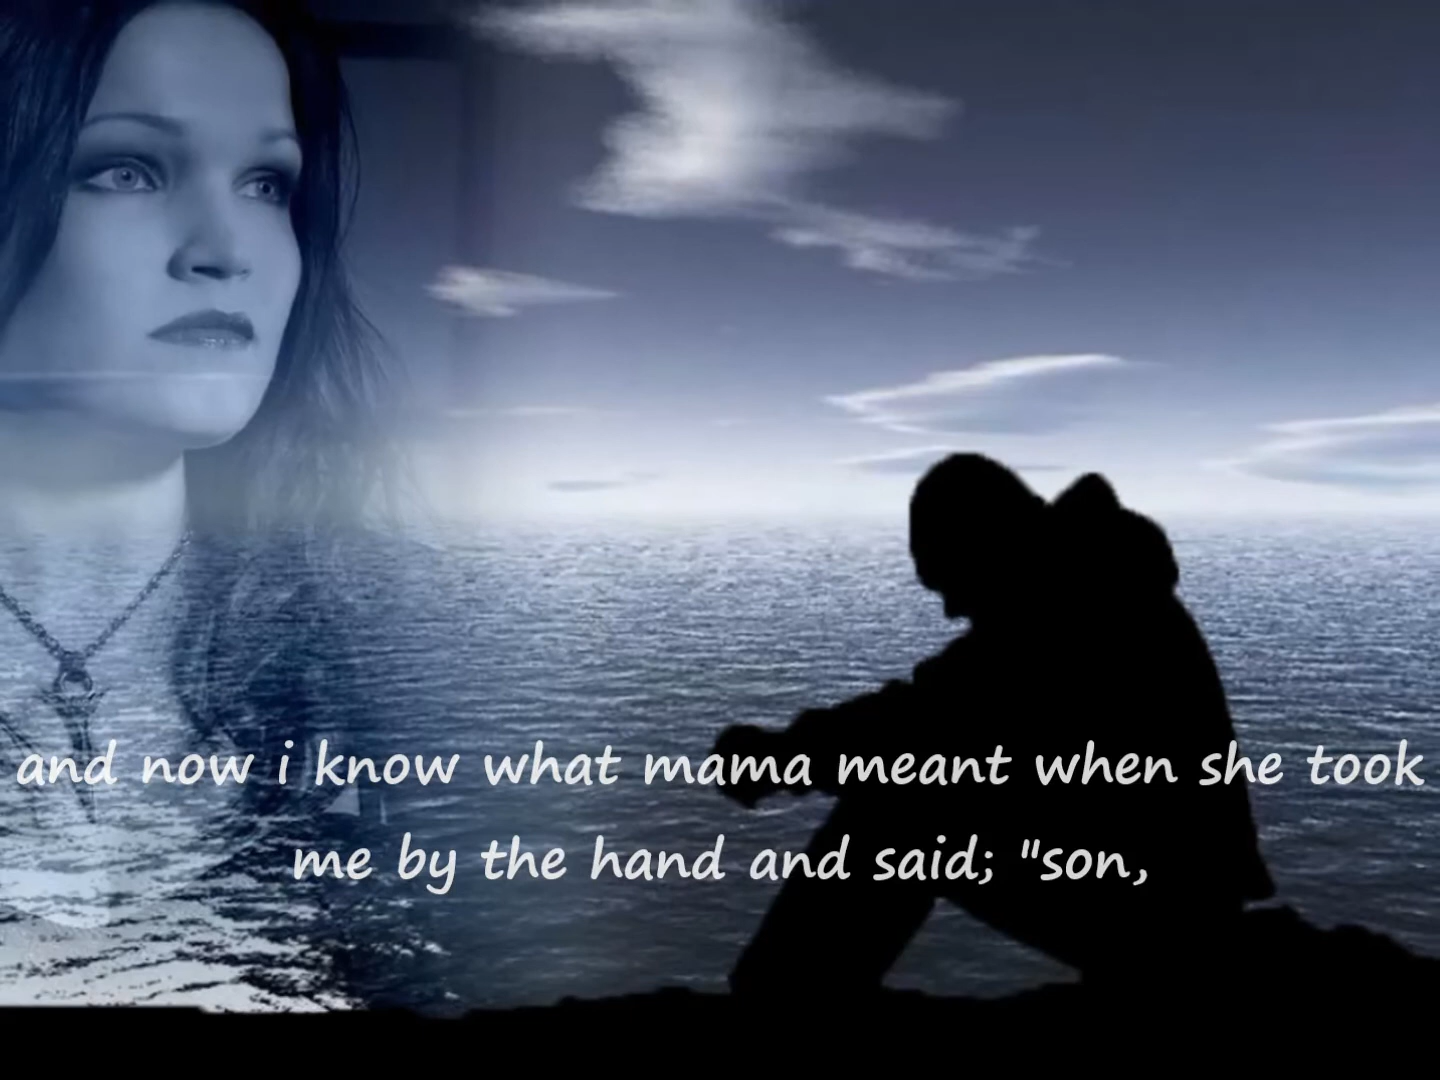 and now i know what mama meant when she took
me by the hand and said; "son,